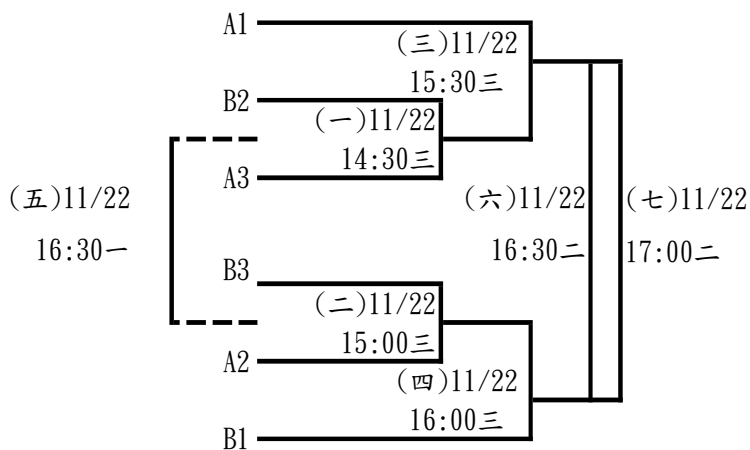 A1
(三)11/22
15:30三
B2
(一)11/22
14:30三
A3
(五)11/22
16:30一
(六)11/22
16:30二
(七)11/22
17:00二
B3
(二)11/22
15:00三
A2
(四)11/22
16:00三
B1